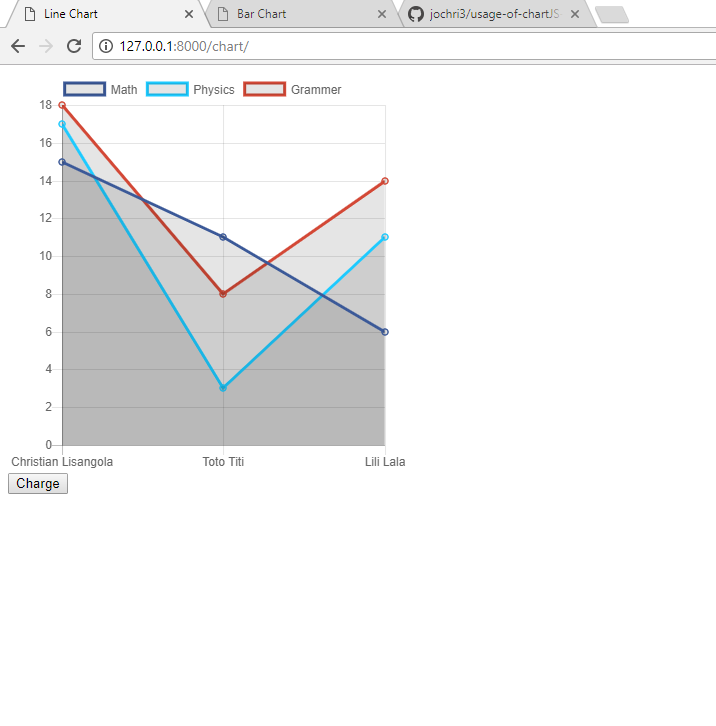 Line Chart
Bar Chart
jochri3/usage-of-chartJS
127.0.0.1:8000/chart/
Math Physics Grammer
18
16
14
12
10
8
6
4
2
0
Christian Lisangola Toto Titi Lili Lala
Charge